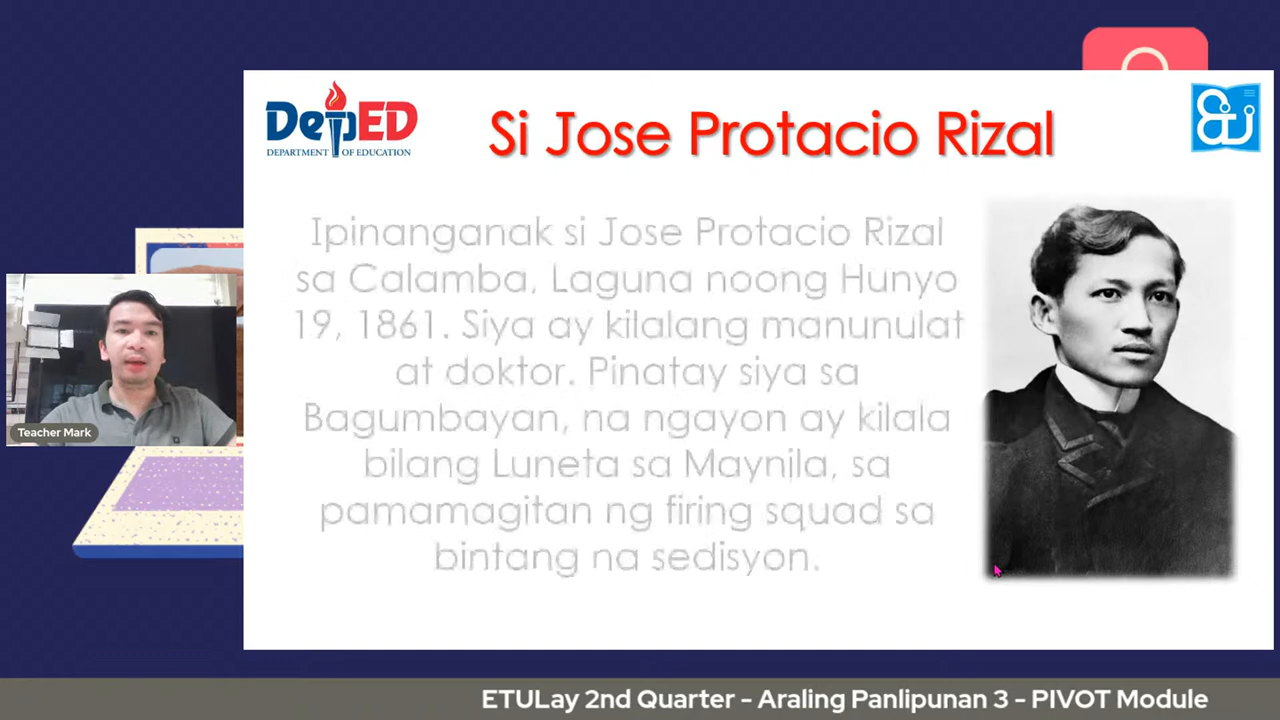 DepED
DEPARTMENT OF EDUCATION
Si Jose Protacio Rizal
Ipinanganak si Jose Protacio Rizal
sa Calamba, Laguna noong Hunyo
19, 1861. Siya ay kilalang manunulat
at doktor. Pinatay siya sa
Bagumbayan, na ngayon ay kilala
bilang Luneta sa Maynila, sa
pamamagitan ng firing squad sa
bintang na sedisyon.
Teacher Mark
ETULay 2nd Quarter - Araling Panlipunan 3 - PIVOT Module